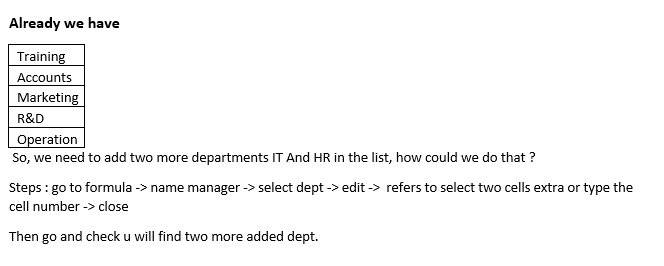 Already we have
Training
Accounts
Marketing
R&D
Operation
So, we need to add two more departments IT And HR in the list, how could we do that ?
Steps : go to formula -> name manager -> select dept -> edit -> refers to select two cells extra or type the
cell number -> close
Then go and check u will find two more added dept.